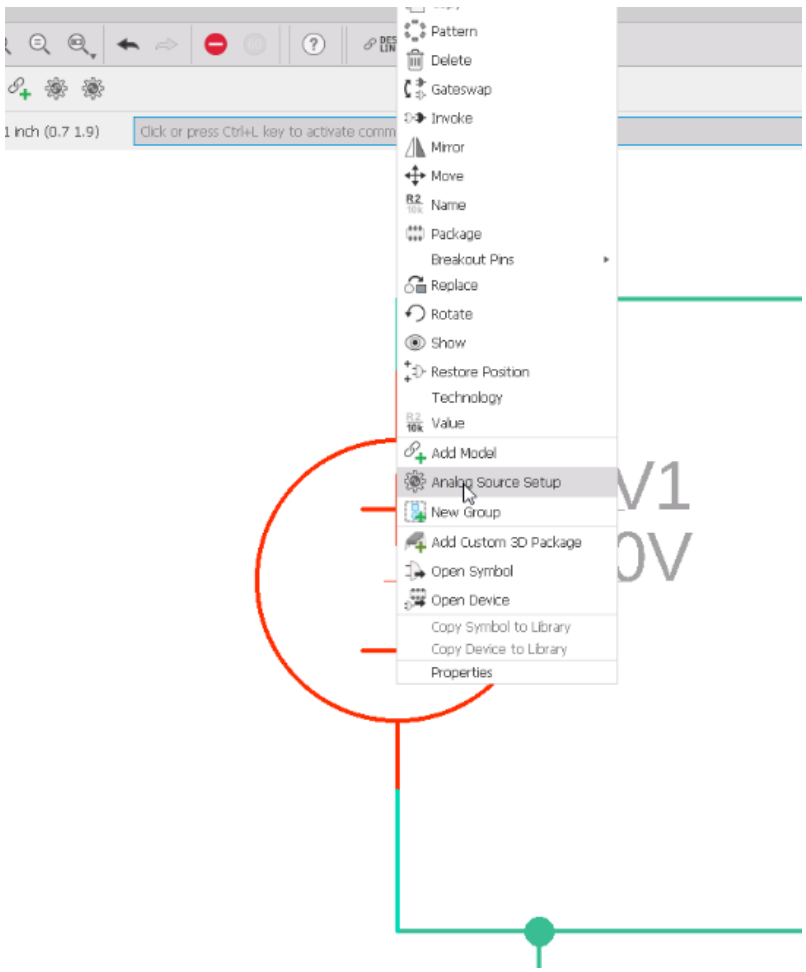 Copy
?
DES
LIN
1 inch (0.7 1.9)
Click or press Ctrl+L key to activate comm
Pattern
Delete
Gateswap
Invoke
Mirror
Move
R2
10k
Name
Package
Breakout Pins
Replace
Rotate
Show
Restore Position
Technology
R2
10k
Value
Add Model
Analog Source Setup
New Group
Add Custom 3D Package
Open Symbol
Open Device
Copy Symbol to Library
Copy Device to Library
Properties
V1
0V